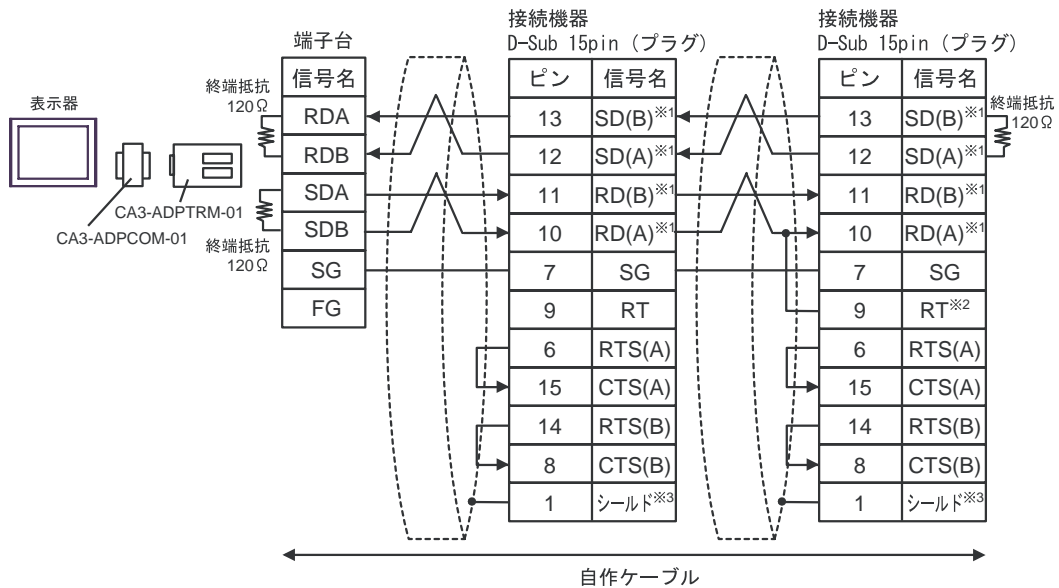 接続機器
D-Sub 15pin (プラグ)
接続機器
D-Sub 15pin (プラグ)
端子台
信号名
RDA
RDB
SDA
SDB
SG
FG
終端抵抗
120Ω
終端抵抗
120Ω
表示器
CA3-ADPTRM-01
CA3-ADPCOM-01
ピン 信号名
13 SD(B)※1
12 SD(A)※1
11 RD(B)※1
10 RD(A)※1
7 SG
9 RT
6 RTS(A)
15 CTS(A)
14 RTS(B)
8 CTS(B)
1 シールド※3
ピン 信号名
13 SD(B)※1
12 SD(A)※1
11 RD(B)※1
10 RD(A)※1
7 SG
9 RT※2
6 RTS(A)
15 CTS(A)
14 RTS(B)
8 CTS(B)
1 シールド※3
終端抵抗
120Ω
自作ケーブル